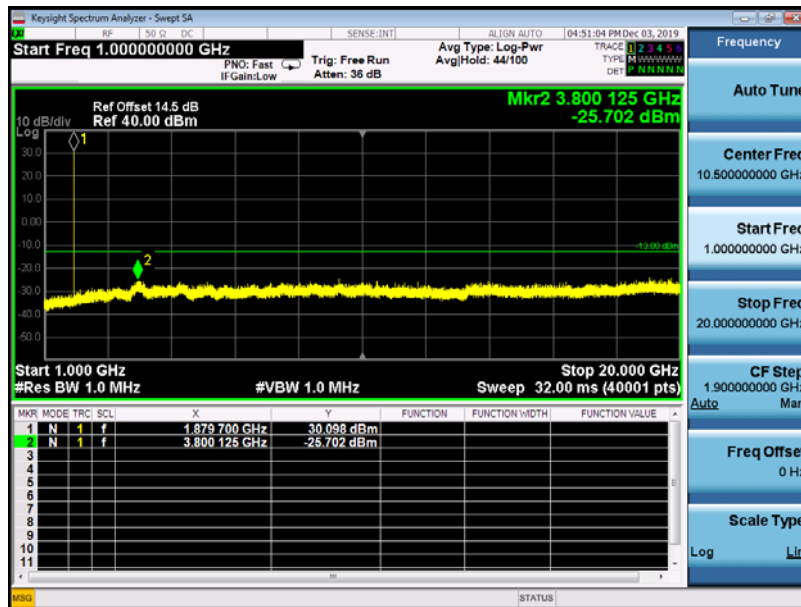 Keysight Spectrum Analyzer - Swept SA
RF 50 Ω DC SENSE:INT ALIGN AUTO 04:51:04 PM Dec 03, 2019
Start Freq 1.000000000 GHz
PNO: Fast
IFGain:Low
Trig: Free Run
Atten: 36 dB
Avg Type: Log-Pwr
Avg|Hold: 44/100
TRACE 1 2 3 4 5 6
TYPE M W W W W W
DET P N N N N N
Ref Offset 14.5 dB
Ref 40.00 dBm
10 dB/div
Log
Mkr2 3.800 125 GHz
-25.702 dBm
1
30.0
20.0
10.0
0.00
-10.0
-13.00 dBm
2
-20.0
-30.0
-40.0
-50.0
Start 1.000 GHz
Stop 20.000 GHz
#Res BW 1.0 MHz
#VBW 1.0 MHz
Sweep 32.00 ms (40001 pts)
MKR MODE TRC SCL X Y FUNCTION FUNCTION WIDTH FUNCTION VALUE
1 N 1 f 1.879 700 GHz 30.098 dBm
2 N 1 f 3.800 125 GHz -25.702 dBm
3
4
5
6
7
8
9
10
11
MSG
STATUS
Frequency
Auto Tune
Center Freq
10.500000000 GHz
Start Freq
1.000000000 GHz
Stop Freq
20.000000000 GHz
CF Step
1.900000000 GHz
Auto Man
Freq Offset
0 Hz
Scale Type
Log Lin